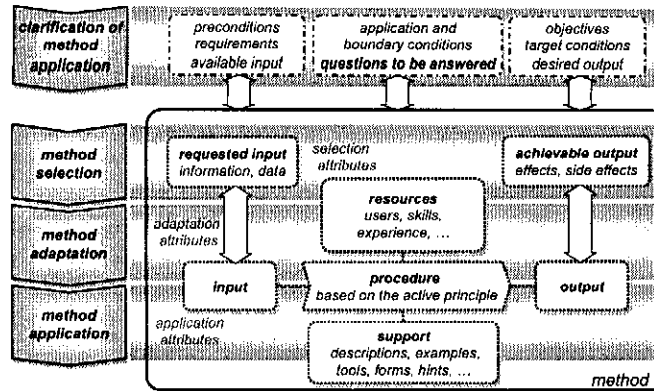 clarification of
method
application
preconditions
requirements
available input
application and
boundary conditions
questions to be answered
objectives
target conditions
desired output
method
selection
requested input
information, data
selection
attributes
achievable output
effects, side effects
resources
users, skills,
experience, ...
adaptation
attributes
method
adaptation
input
procedure
based on the active principle
output
method
application
application
attributes
support
descriptions, examples,
tools, forms, hints, ...
method